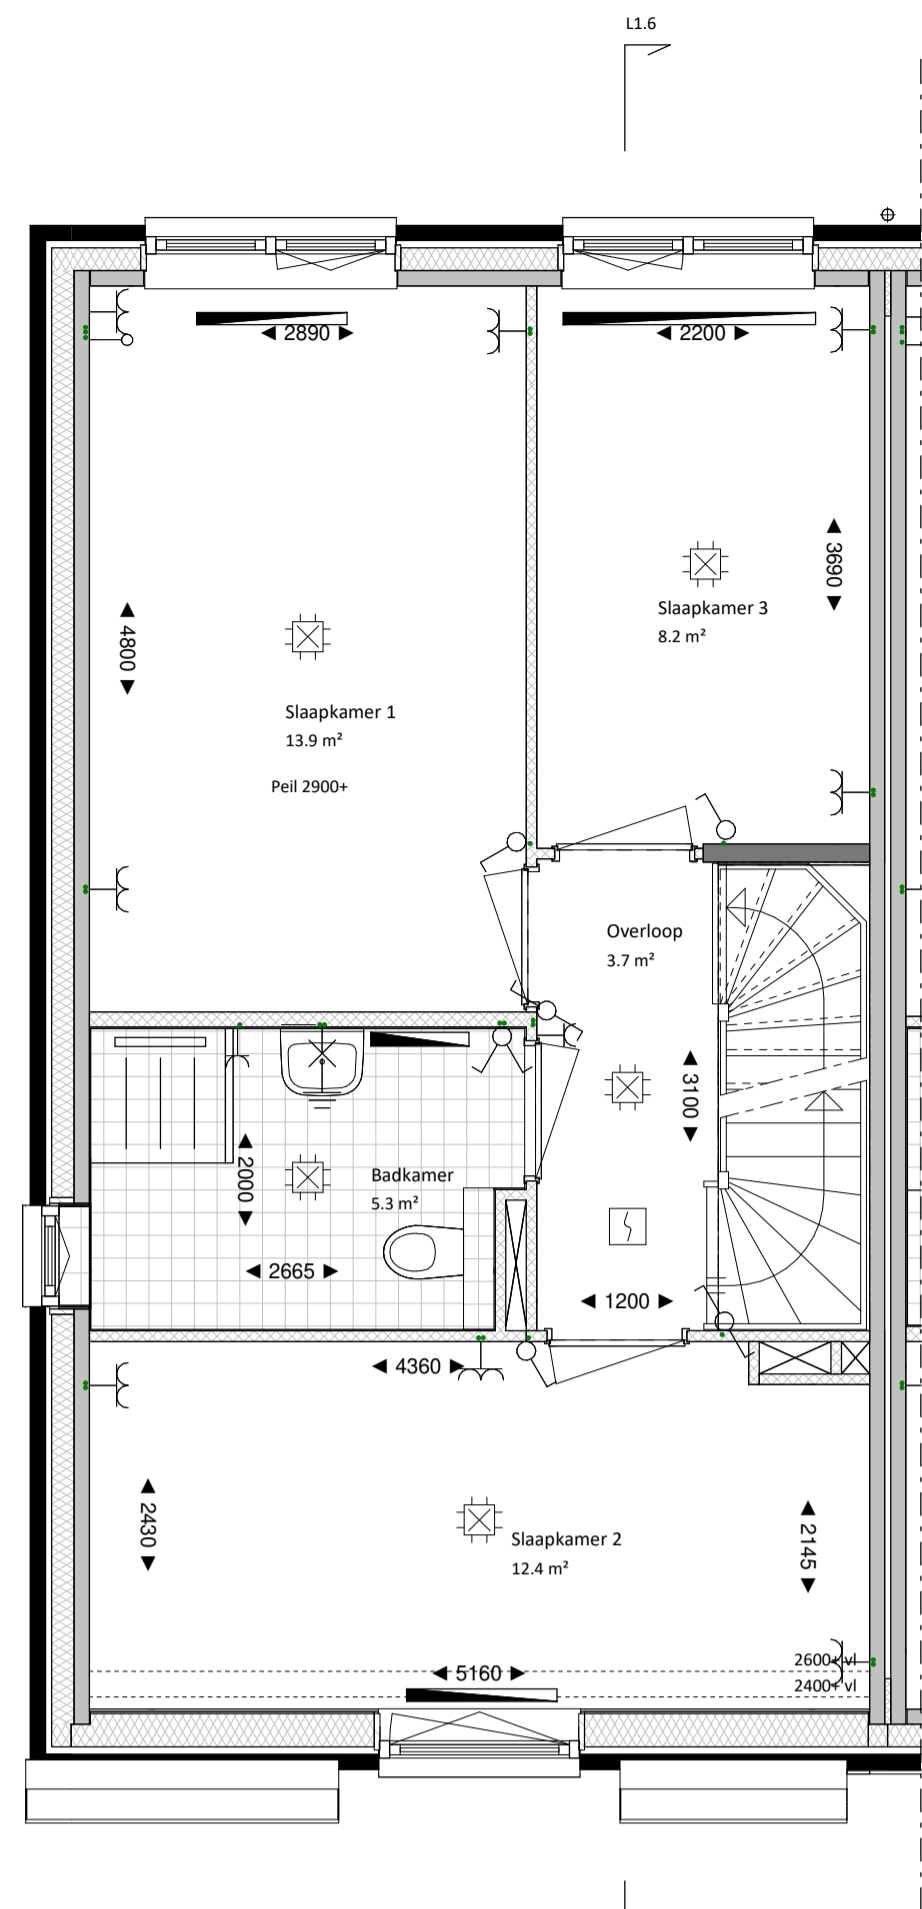 L1.6
2890
2200
3690
Slaapkamer 3
8.2 m²
4800
Slaapkamer 1
13.9 m²
Peil 2900+
Overloop
3.7 m²
3100
2000
Badkamer
5.3 m²
2665
1200
4360
2430
Slaapkamer 2
12.4 m²
2145
2600+ vl
5160
2400+ vl